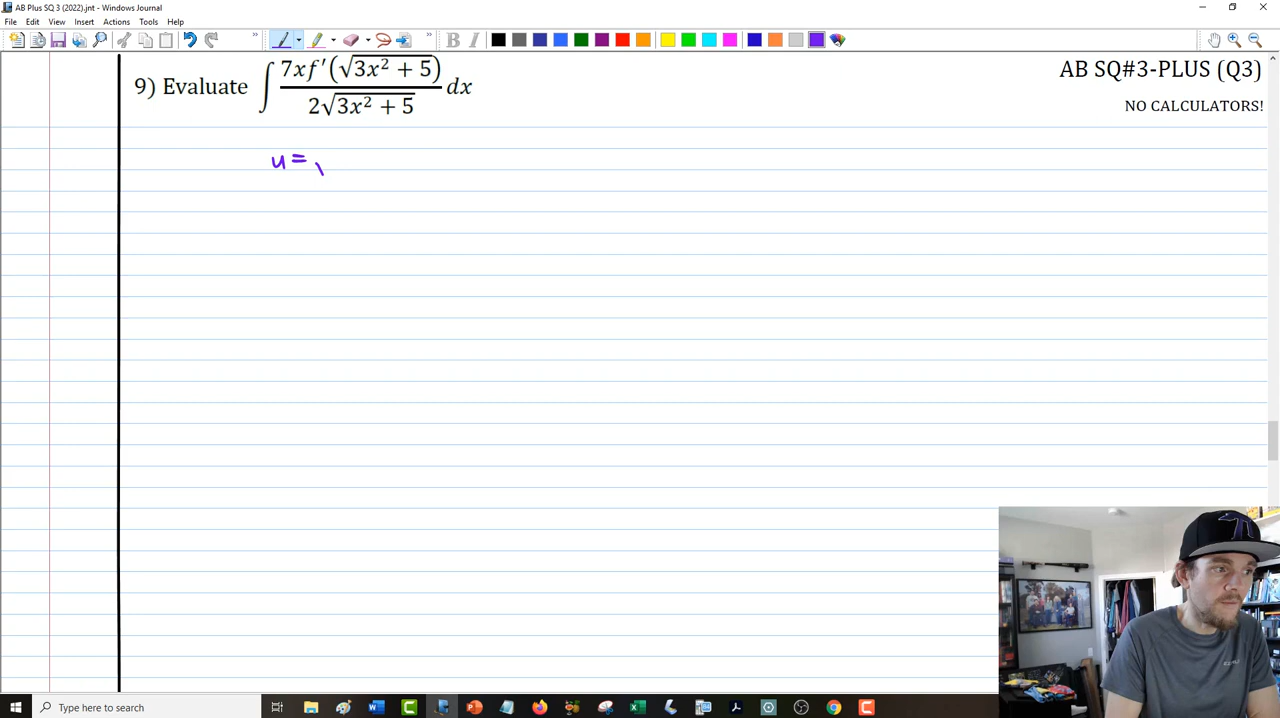 AB Plus SQ 3 (2022).jnt - Windows Journal
File Edit View Insert Actions Tools Help
9) Evaluate ∫ 7xf′(√3x² + 5) / 2√3x² + 5 dx
AB SQ#3-PLUS (Q3)
NO CALCULATORS!
u =
Type here to search